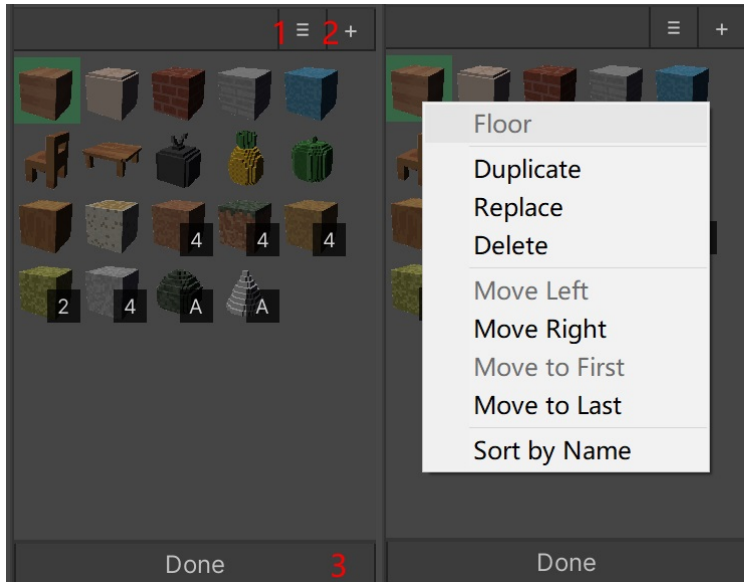 1 ☰ 2 +
☰ +
4 4 4
2 4 A A
Floor
Duplicate
Replace
Delete
Move Left
Move Right
Move to First
Move to Last
Sort by Name
Done 3
Done